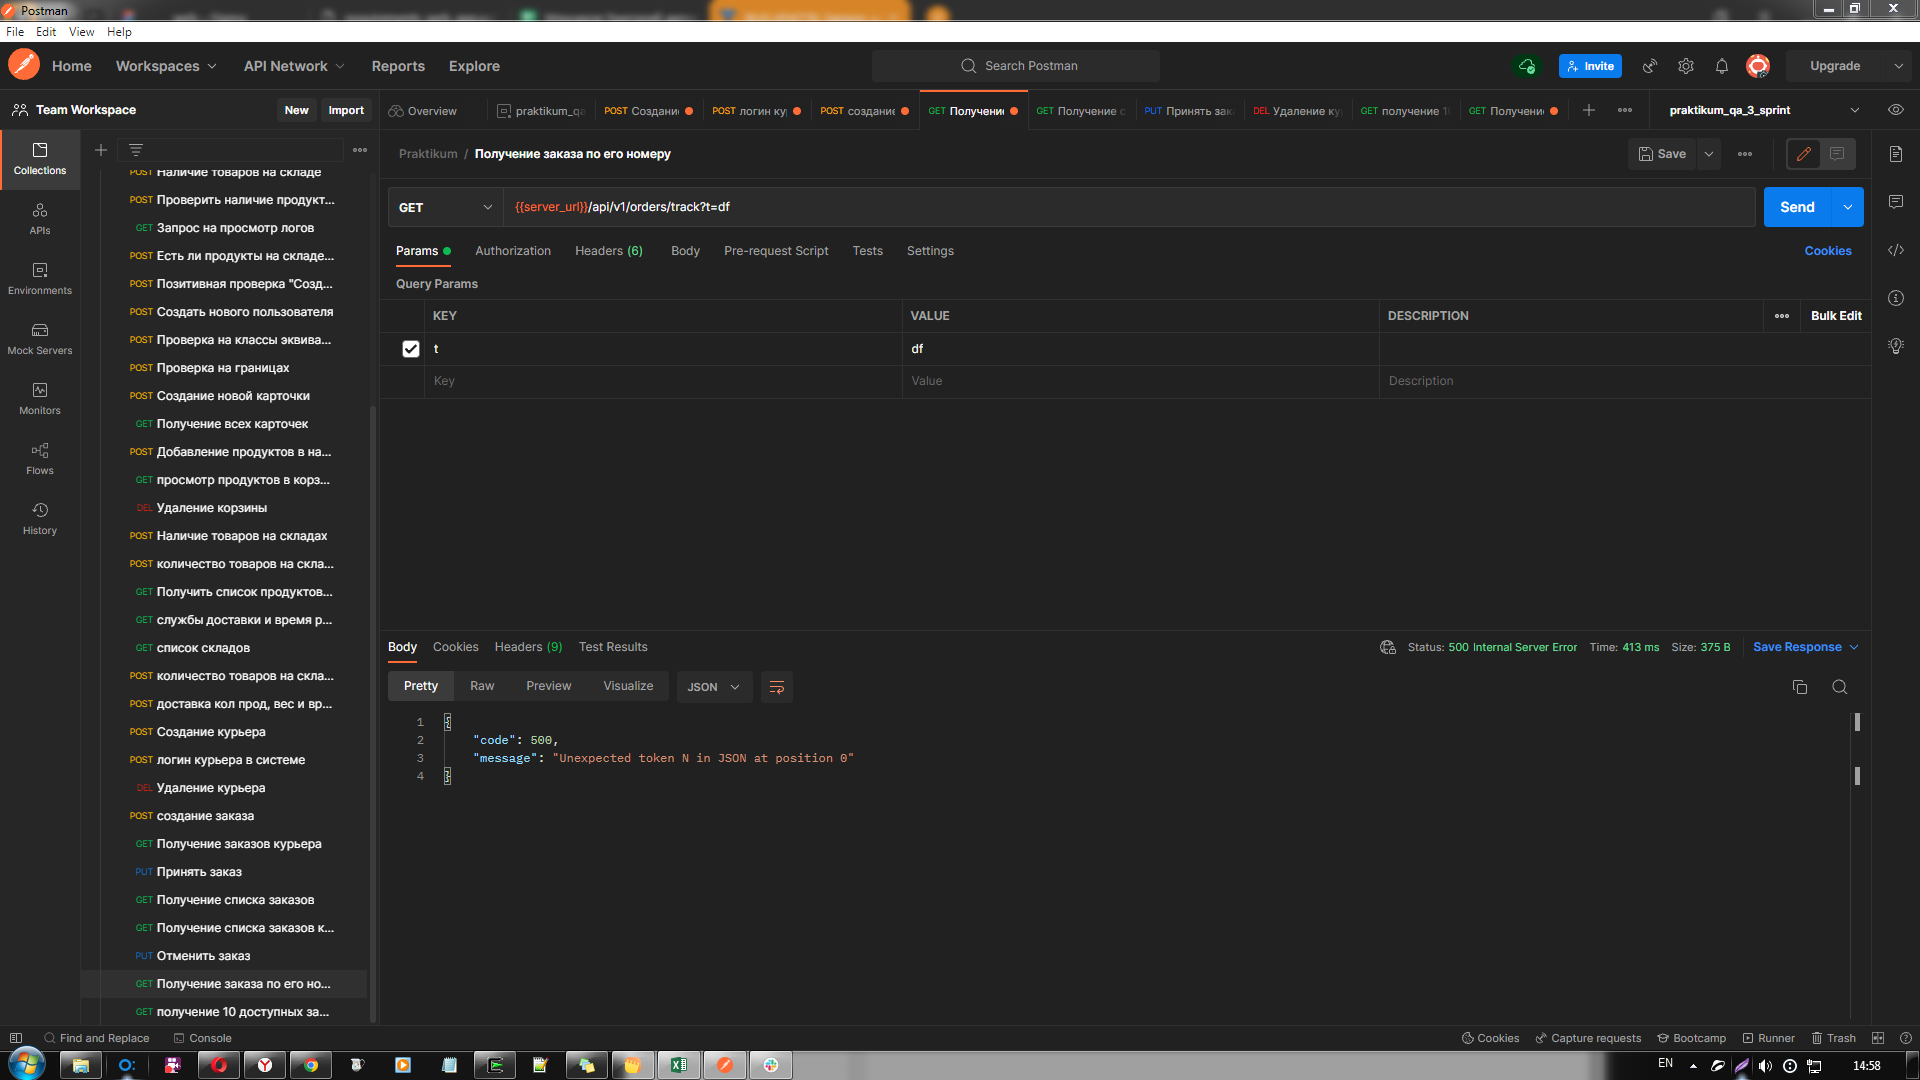 Postman
File Edit View Help
Home Workspaces API Network Reports Explore
Search Postman
Invite
Upgrade
Team Workspace New Import
Overview
praktikum_qa
POST Создани
POST логин ку
POST создание
GET Получени
GET Получение с
PUT Принять зак
DEL Удаление ку
GET получение 1
GET Получени
praktikum_qa_3_sprint
Collections
APIs
Environments
Mock Servers
Monitors
Flows
History
POST Наличие товаров на складе
POST Проверить наличие продукт...
GET Запрос на просмотр логов
POST Есть ли продукты на складе...
POST Позитивная проверка "Созд...
POST Создать нового пользователя
POST Проверка на классы эквива...
POST Проверка на границах
POST Создание новой карточки
GET Получение всех карточек
POST Добавление продуктов в на...
GET просмотр продуктов в корз...
DEL Удаление корзины
POST Наличие товаров на складах
POST количество товаров на скла...
GET Получить список продуктов...
GET службы доставки и время р...
GET список складов
POST количество товаров на скла...
POST доставка кол прод, вес и вр...
POST Создание курьера
POST логин курьера в системе
DEL Удаление курьера
POST создание заказа
GET Получение заказов курьера
PUT Принять заказ
GET Получение списка заказов
GET Получение списка заказов к...
PUT Отменить заказ
GET Получение заказа по его но...
GET получение 10 доступных за...
Praktikum / Получение заказа по его номеру
Save
GET {{server_url}}/api/v1/orders/track?t=df
Send
Params Authorization Headers (6) Body Pre-request Script Tests Settings
Cookies
Query Params
KEY VALUE DESCRIPTION Bulk Edit
t df
Key Value Description
Body Cookies Headers (9) Test Results
Status: 500 Internal Server Error Time: 413 ms Size: 375 B Save Response
Pretty Raw Preview Visualize JSON
1 {
2 "code": 500,
3 "message": "Unexpected token N in JSON at position 0"
4 }
Find and Replace Console
Cookies Capture requests Bootcamp Runner Trash
EN 14:58